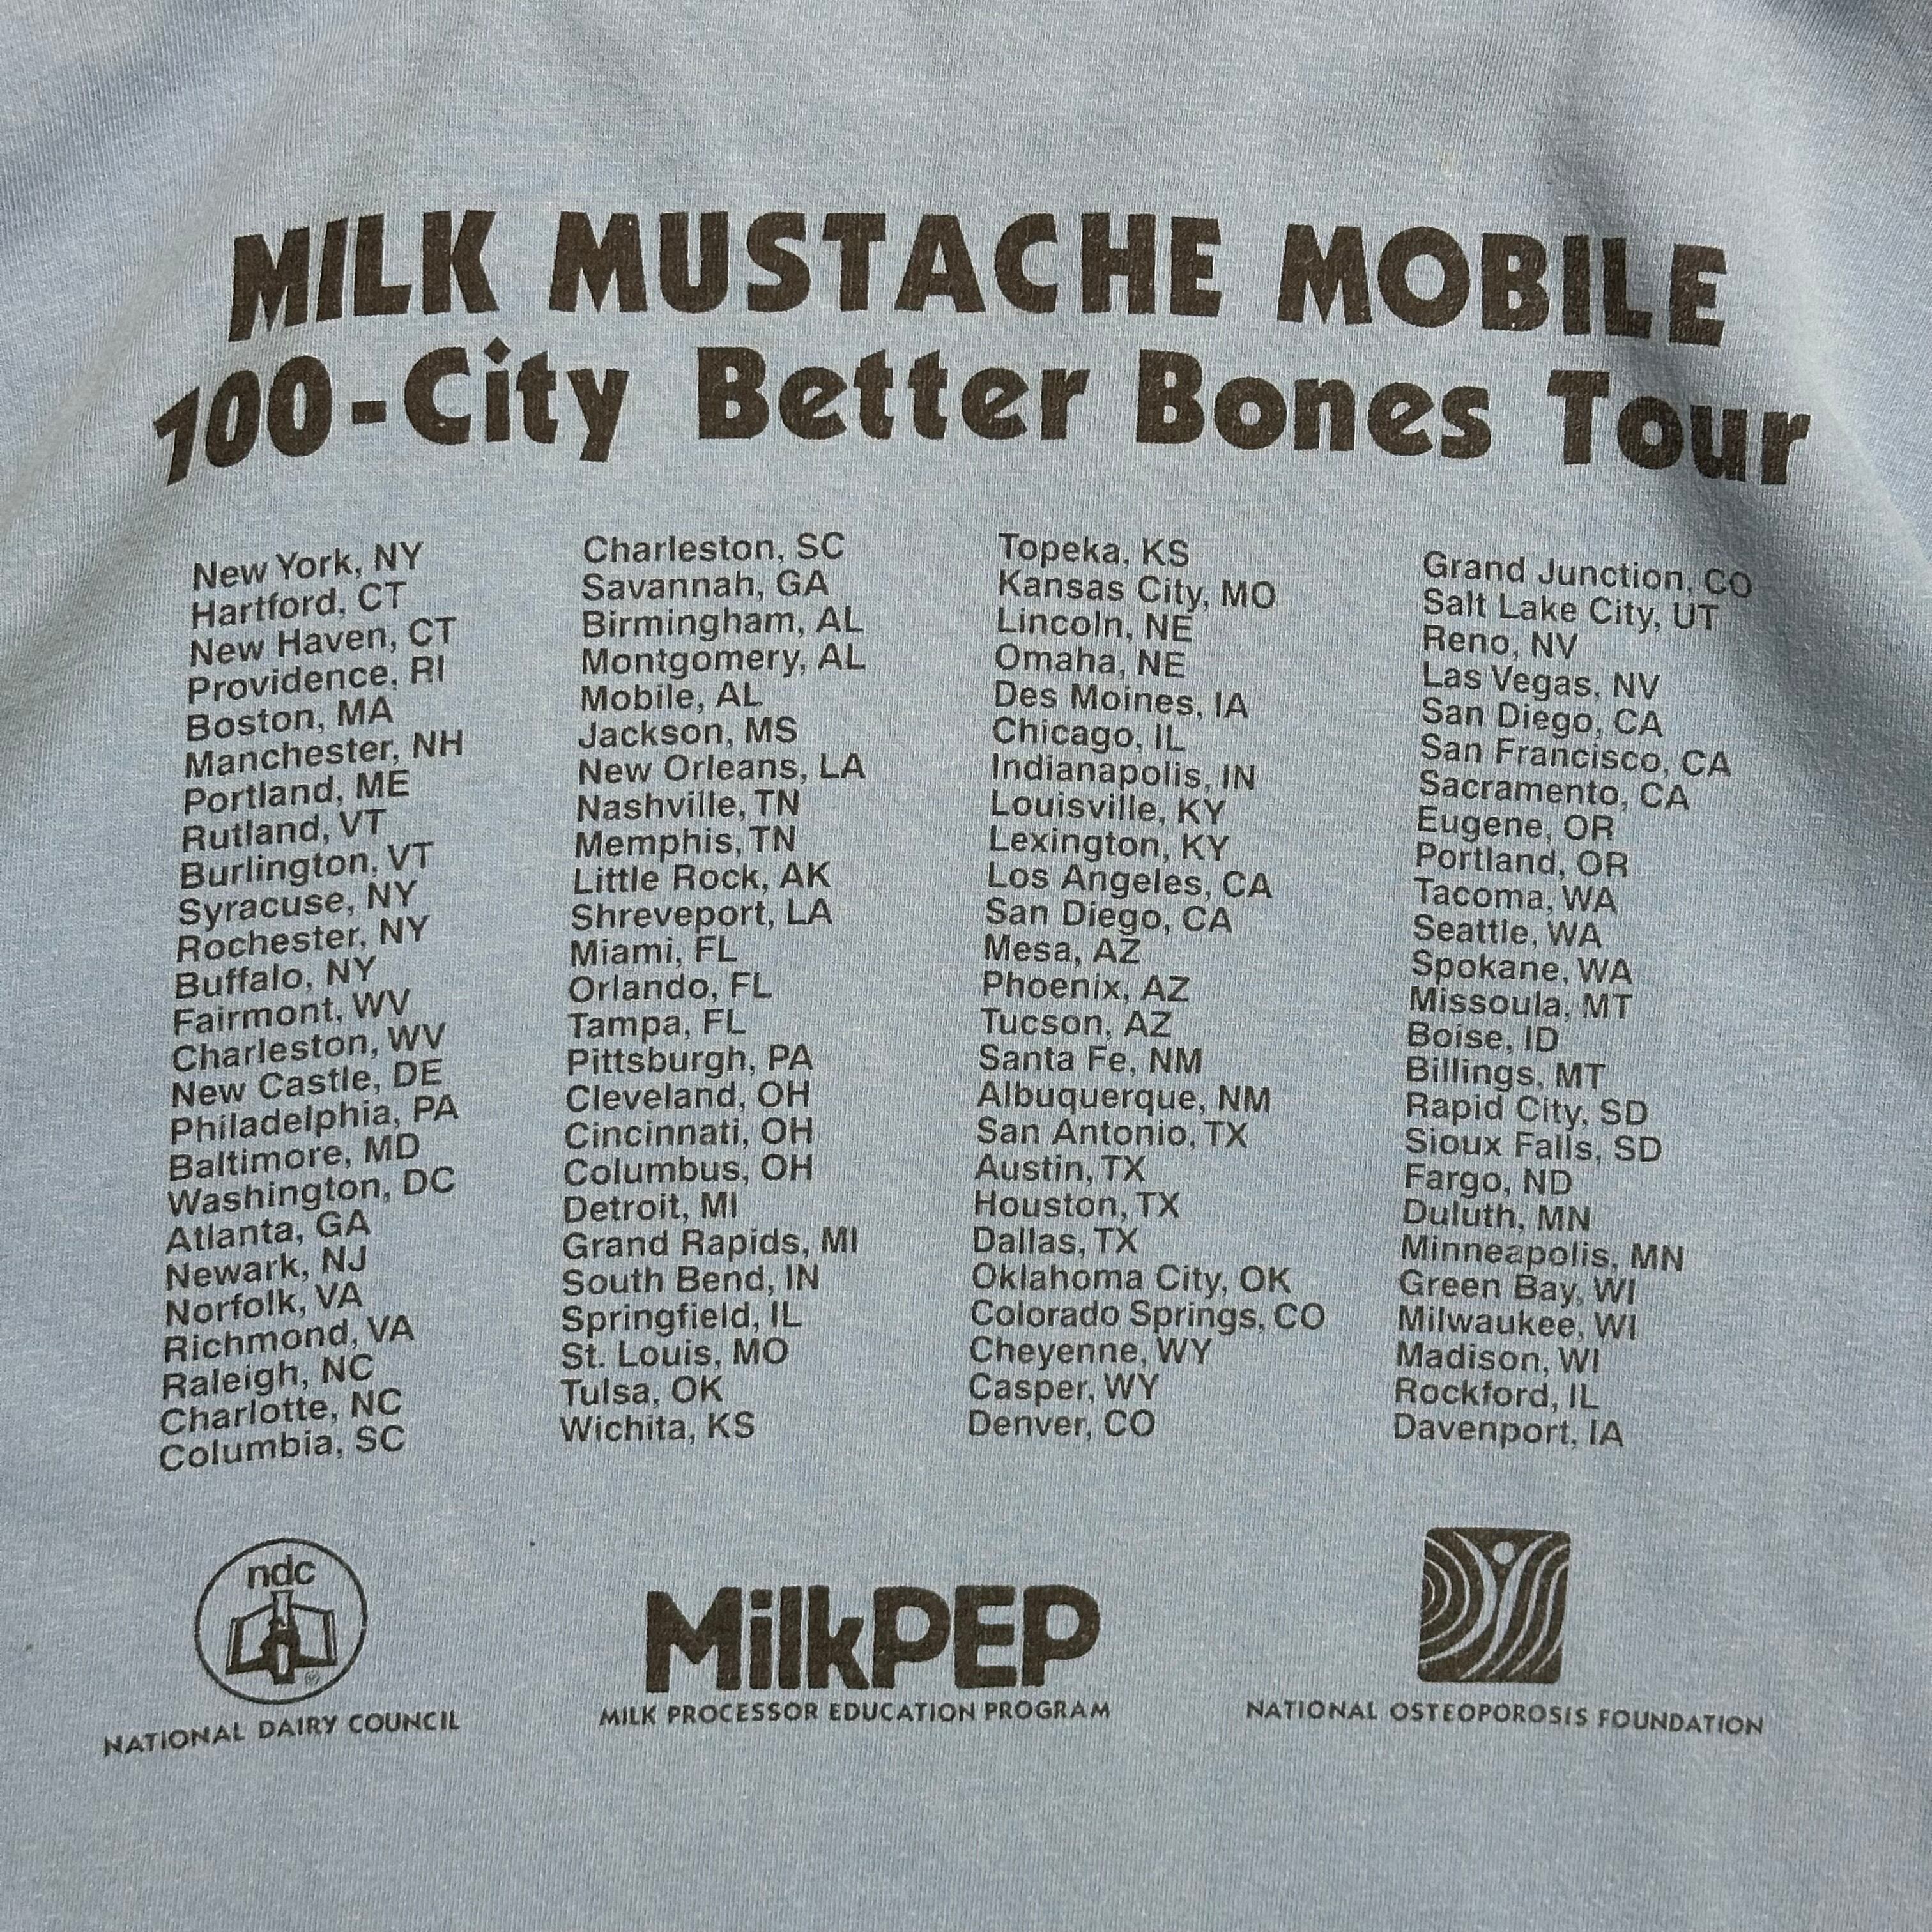 MILK MUSTACHE MOBILE
100-City Better Bones Tour
New York, NY
Hartford, CT
New Haven, CT
Providence, RI
Boston, MA
Manchester, NH
Portland, ME
Rutland, VT
Burlington, VT
Syracuse, NY
Rochester, NY
Buffalo, NY
Fairmont, WV
Charleston, WV
New Castle, DE
Philadelphia, PA
Baltimore, MD
Washington, DC
Atlanta, GA
Newark, NJ
Norfolk, VA
Richmond, VA
Raleigh, NC
Charlotte, NC
Columbia, SC
Charleston, SC
Savannah, GA
Birmingham, AL
Montgomery, AL
Mobile, AL
Jackson, MS
New Orleans, LA
Nashville, TN
Memphis, TN
Little Rock, AK
Shreveport, LA
Miami, FL
Orlando, FL
Tampa, FL
Pittsburgh, PA
Cleveland, OH
Cincinnati, OH
Columbus, OH
Detroit, MI
Grand Rapids, MI
South Bend, IN
Springfield, IL
St. Louis, MO
Tulsa, OK
Wichita, KS
Topeka, KS
Kansas City, MO
Lincoln, NE
Omaha, NE
Des Moines, IA
Chicago, IL
Indianapolis, IN
Louisville, KY
Lexington, KY
Los Angeles, CA
San Diego, CA
Mesa, AZ
Phoenix, AZ
Tucson, AZ
Santa Fe, NM
Albuquerque, NM
San Antonio, TX
Austin, TX
Houston, TX
Dallas, TX
Oklahoma City, OK
Colorado Springs, CO
Cheyenne, WY
Casper, WY
Denver, CO
Grand Junction, CO
Salt Lake City, UT
Reno, NV
Las Vegas, NV
San Diego, CA
San Francisco, CA
Sacramento, CA
Eugene, OR
Portland, OR
Tacoma, WA
Seattle, WA
Spokane, WA
Missoula, MT
Boise, ID
Billings, MT
Rapid City, SD
Sioux Falls, SD
Fargo, ND
Duluth, MN
Minneapolis, MN
Green Bay, WI
Milwaukee, WI
Madison, WI
Rockford, IL
Davenport, IA
ndc
®
NATIONAL DAIRY COUNCIL
MilkPEP
MILK PROCESSOR EDUCATION PROGRAM
NATIONAL OSTEOPOROSIS FOUNDATION